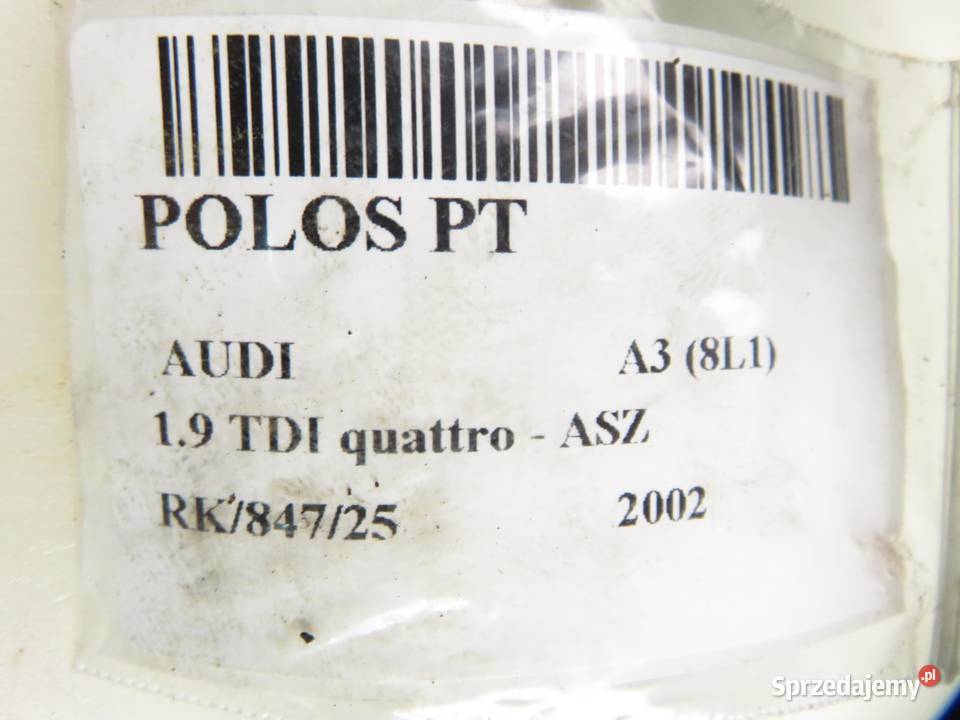 POLOS PT
AUDI A3 (8L1)
1.9 TDI quattro - ASZ
RK/847/25 2002
Sprzedajemy.pl